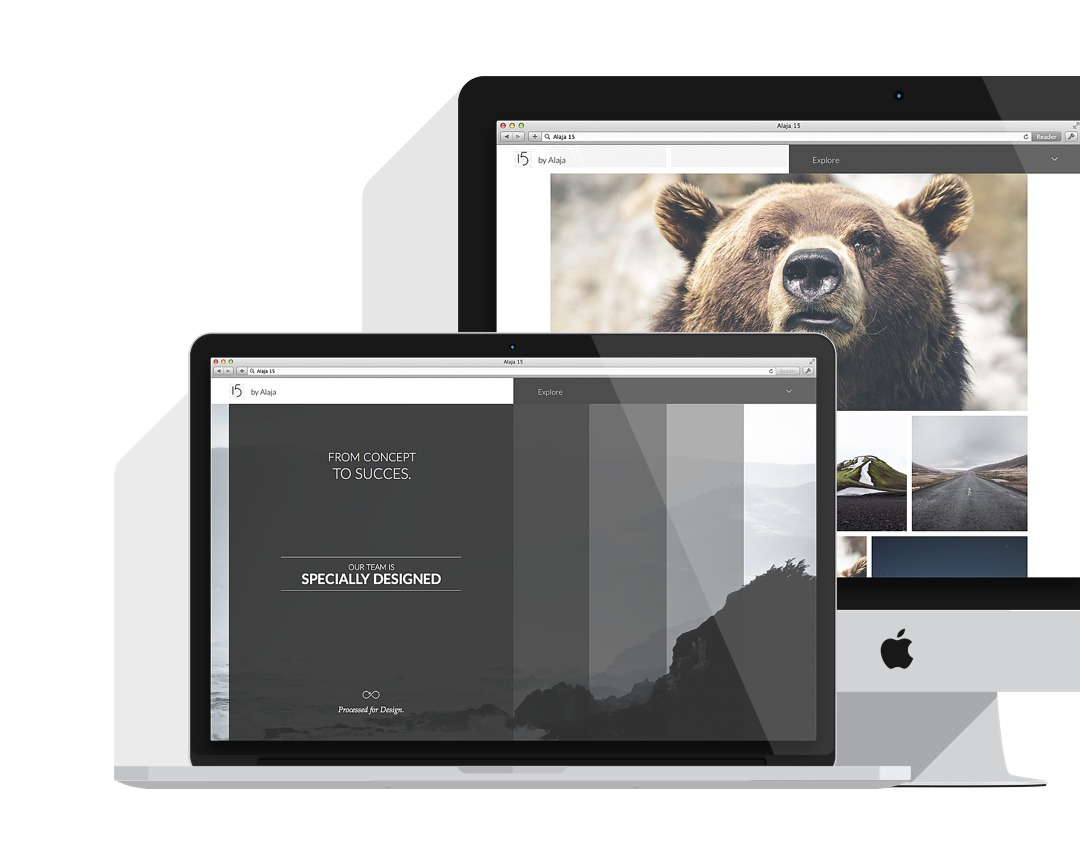 Alaja 15
Alaja 15
Reader
15 by Alaja
Explore
Alaja 15
Alaja 15
Reader
15 by Alaja
Explore
FROM CONCEPT
TO SUCCES.
OUR TEAM IS
SPECIALLY DESIGNED
Processed for Design.